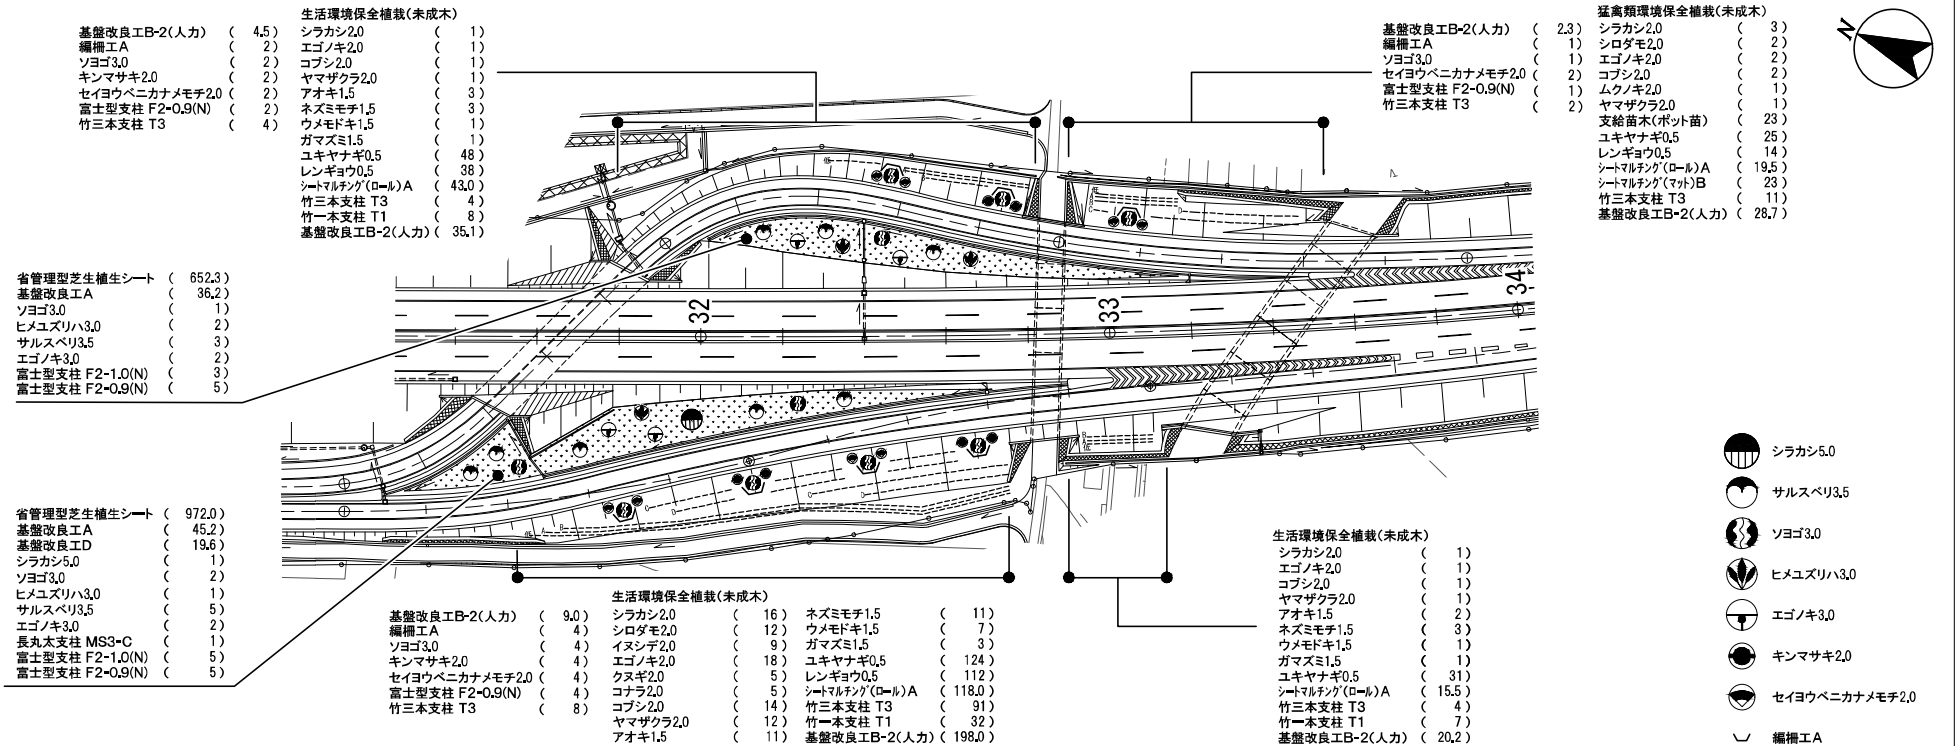 基盤改良工B-2(人力) ( 4.5)
編柵工A ( 2)
ソヨゴ3.0 ( 2)
キンマサキ2.0 ( 2)
セイヨウベニカナメモチ2.0 ( 2)
富士型支柱 F2-0.9(N) ( 2)
竹三本支柱 T3 ( 4)
生活環境保全植栽(未成木)
シラカシ2.0 ( 1)
エゴノキ2.0 ( 1)
コブシ2.0 ( 1)
ヤマザクラ2.0 ( 1)
アオキ1.5 ( 3)
ネズミモチ1.5 ( 3)
ウメモドキ1.5 ( 1)
ガマズミ1.5 ( 1)
ユキヤナギ0.5 ( 48)
レンギョウ0.5 ( 38)
シートマルチング(ロール)A ( 43.0)
竹三本支柱 T3 ( 4)
竹一本支柱 T1 ( 8)
基盤改良工B-2(人力) ( 35.1)
基盤改良工B-2(人力) ( 2.3)
編柵工A ( 1)
ソヨゴ3.0 ( 1)
セイヨウベニカナメモチ2.0 ( 2)
富士型支柱 F2-0.9(N) ( 1)
竹三本支柱 T3 ( 2)
猛禽類環境保全植栽(未成木)
シラカシ2.0 ( 3)
シロダモ2.0 ( 2)
エゴノキ2.0 ( 2)
コブシ2.0 ( 2)
ムクノキ2.0 ( 1)
ヤマザクラ2.0 ( 1)
支給苗木(ポット苗) ( 23)
ユキヤナギ0.5 ( 25)
レンギョウ0.5 ( 14)
シートマルチング(ロール)A ( 19.5)
シートマルチング(マット)B ( 23)
竹三本支柱 T3 ( 11)
基盤改良工B-2(人力) ( 28.7)
N
省管理型芝生植生シート ( 652.3)
基盤改良工A ( 36.2)
ソヨゴ3.0 ( 1)
ヒメユズリハ3.0 ( 2)
サルスベリ3.5 ( 3)
エゴノキ3.0 ( 2)
富士型支柱 F2-1.0(N) ( 3)
富士型支柱 F2-0.9(N) ( 5)
32
33
34
省管理型芝生植生シート ( 972.0)
基盤改良工A ( 45.2)
基盤改良工D ( 19.6)
シラカシ5.0 ( 1)
ソヨゴ3.0 ( 2)
ヒメユズリハ3.0 ( 1)
サルスベリ3.5 ( 5)
エゴノキ3.0 ( 2)
長丸太支柱 MS3-C ( 1)
富士型支柱 F2-1.0(N) ( 5)
富士型支柱 F2-0.9(N) ( 5)
基盤改良工B-2(人力) ( 9.0)
編柵工A ( 4)
ソヨゴ3.0 ( 4)
キンマサキ2.0 ( 4)
セイヨウベニカナメモチ2.0 ( 4)
富士型支柱 F2-0.9(N) ( 4)
竹三本支柱 T3 ( 8)
生活環境保全植栽(未成木)
シラカシ2.0 ( 16)
シロダモ2.0 ( 12)
イヌシデ2.0 ( 9)
エゴノキ2.0 ( 18)
クヌギ2.0 ( 5)
コナラ2.0 ( 5)
コブシ2.0 ( 14)
ヤマザクラ2.0 ( 12)
アオキ1.5 ( 11)
ネズミモチ1.5 ( 11)
ウメモドキ1.5 ( 7)
ガマズミ1.5 ( 3)
ユキヤナギ0.5 ( 124)
レンギョウ0.5 ( 112)
シートマルチング(ロール)A ( 118.0)
竹三本支柱 T3 ( 91)
竹一本支柱 T1 ( 32)
基盤改良工B-2(人力) ( 198.0)
生活環境保全植栽(未成木)
シラカシ2.0 ( 1)
エゴノキ2.0 ( 1)
コブシ2.0 ( 1)
ヤマザクラ2.0 ( 1)
アオキ1.5 ( 2)
ネズミモチ1.5 ( 3)
ウメモドキ1.5 ( 1)
ガマズミ1.5 ( 1)
ユキヤナギ0.5 ( 31)
シートマルチング(ロール)A ( 15.5)
竹三本支柱 T3 ( 4)
竹一本支柱 T1 ( 7)
基盤改良工B-2(人力) ( 20.2)
シラカシ5.0
サルスベリ3.5
ソヨゴ3.0
ヒメユズリハ3.0
エゴノキ3.0
キンマサキ2.0
セイヨウベニカナメモチ2.0
編柵工A